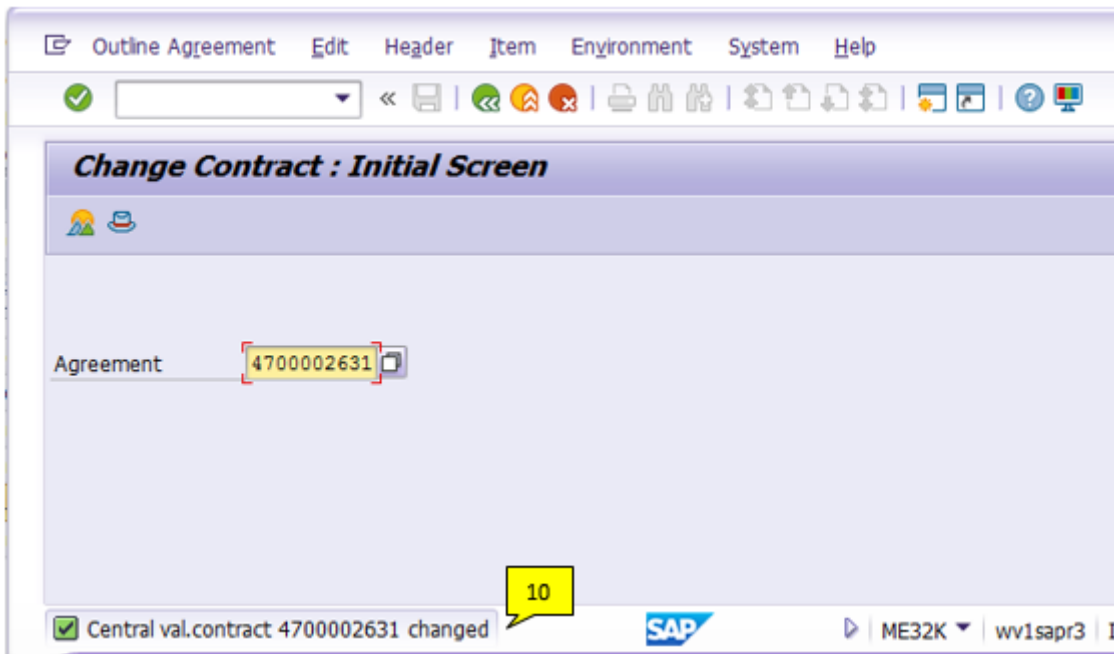 Outline Agreement Edit Header Item Environment System Help
Change Contract : Initial Screen
Agreement 4700002631
10
Central val.contract 4700002631 changed SAP ME32K wv1sapr3